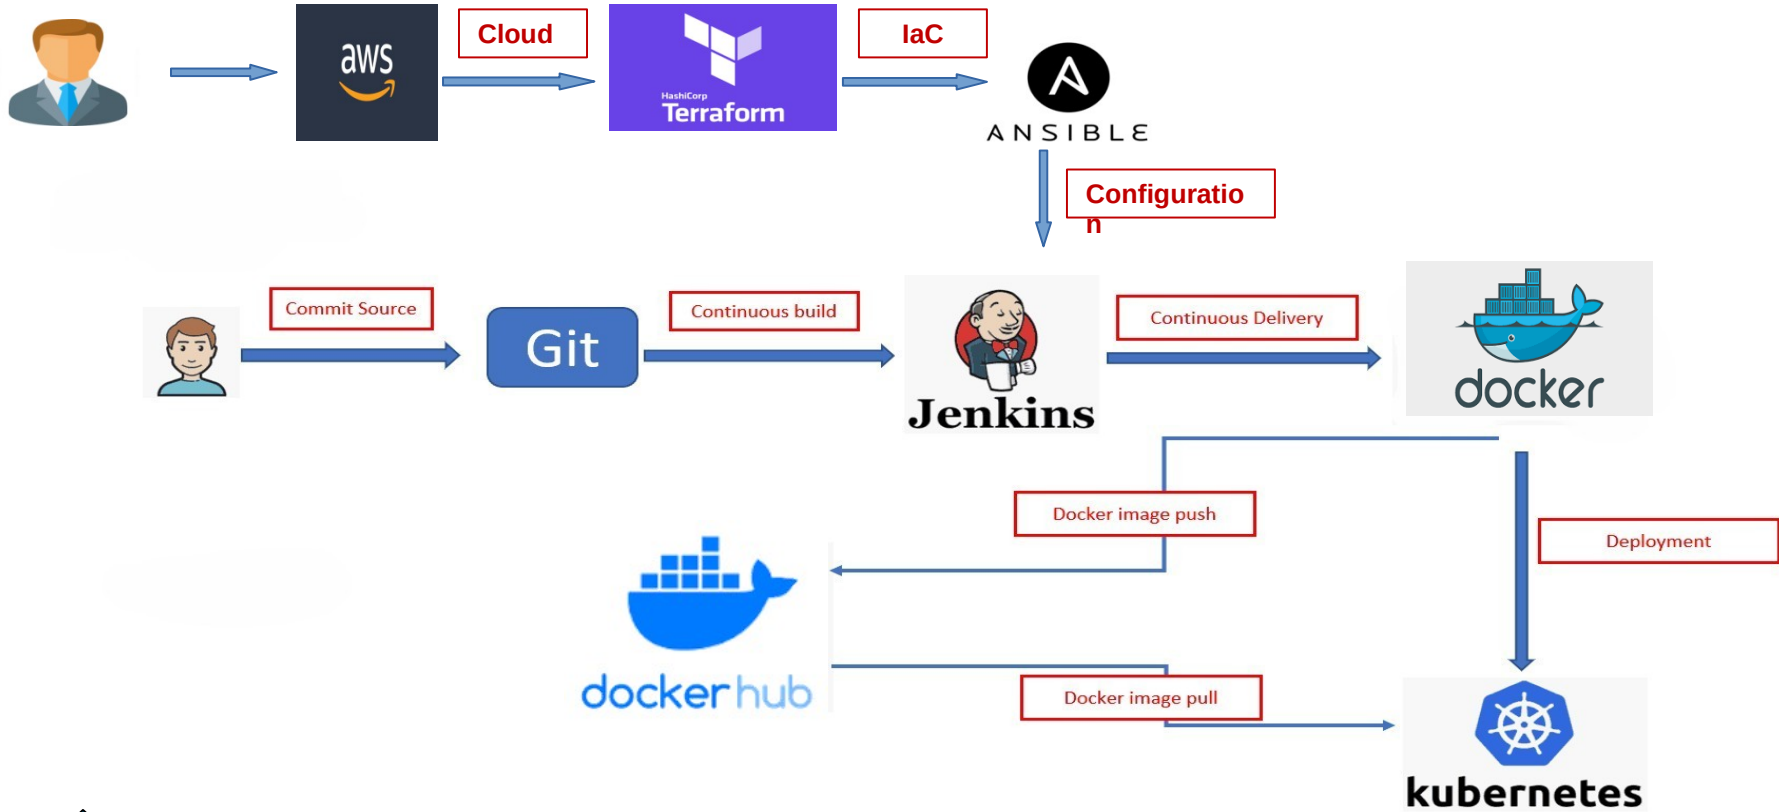 Cloud
IaC
aws
HashiCorp
Terraform
ANSIBLE
Configuratio
n
Commit Source
Continuous build
Continuous Delivery
Git
Jenkins
docker
Docker image push
Deployment
dockerhub
Docker image pull
kubernetes